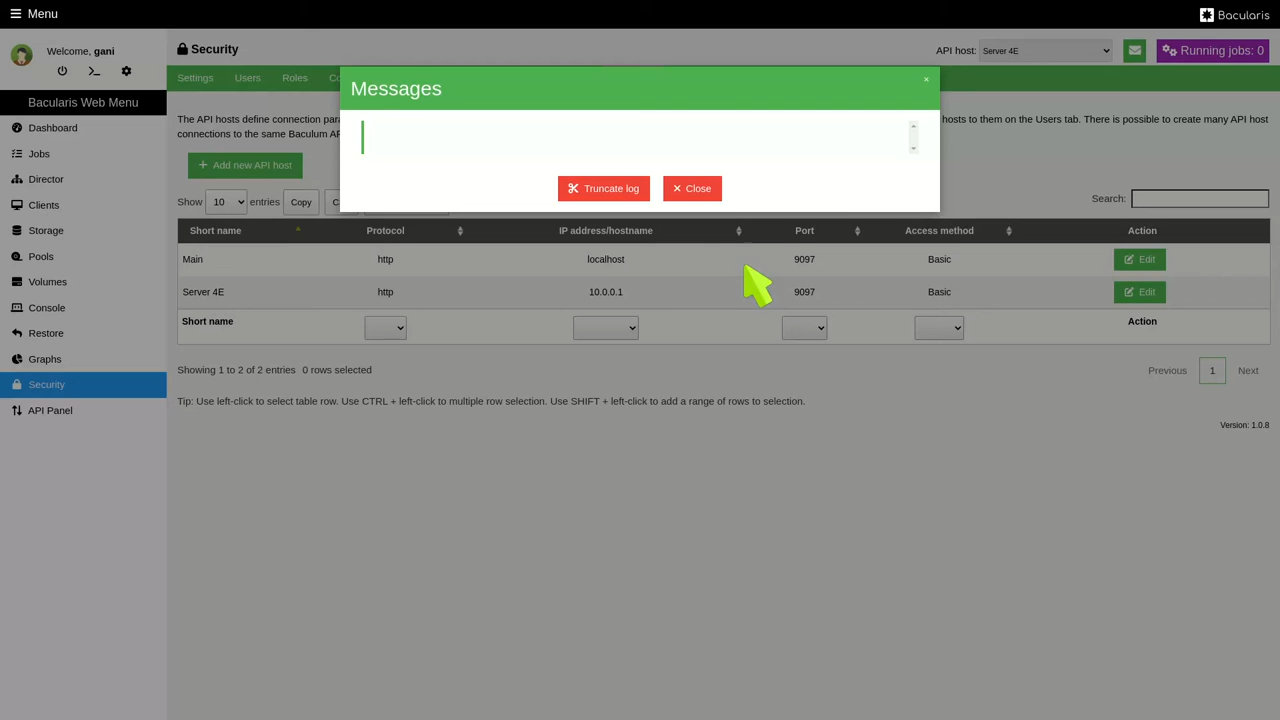 Menu
Bacularis
Welcome, gani
Security
API host:
Server 4E
Running jobs: 0
Bacularis Web Menu
Settings
Users
Roles
Messages
×
Dashboard
Jobs
Director
Clients
Storage
Pools
Volumes
Console
Restore
Graphs
Security
API Panel
The API hosts define connection
hosts to them on the Users tab. There is possible to create many API host
connections to the same Baculum
Add new API host
Truncate log
Close
Show 10 entries
Copy
Search:
Short name Protocol IP address/hostname Port Access method Action
Main http localhost 9097 Basic Edit
Server 4E http 10.0.0.1 9097 Basic Edit
Short name Action
Showing 1 to 2 of 2 entries 0 rows selected
Previous 1 Next
Tip: Use left-click to select table row. Use CTRL + left-click to multiple row selection. Use SHIFT + left-click to add a range of rows to selection.
Version: 1.0.8